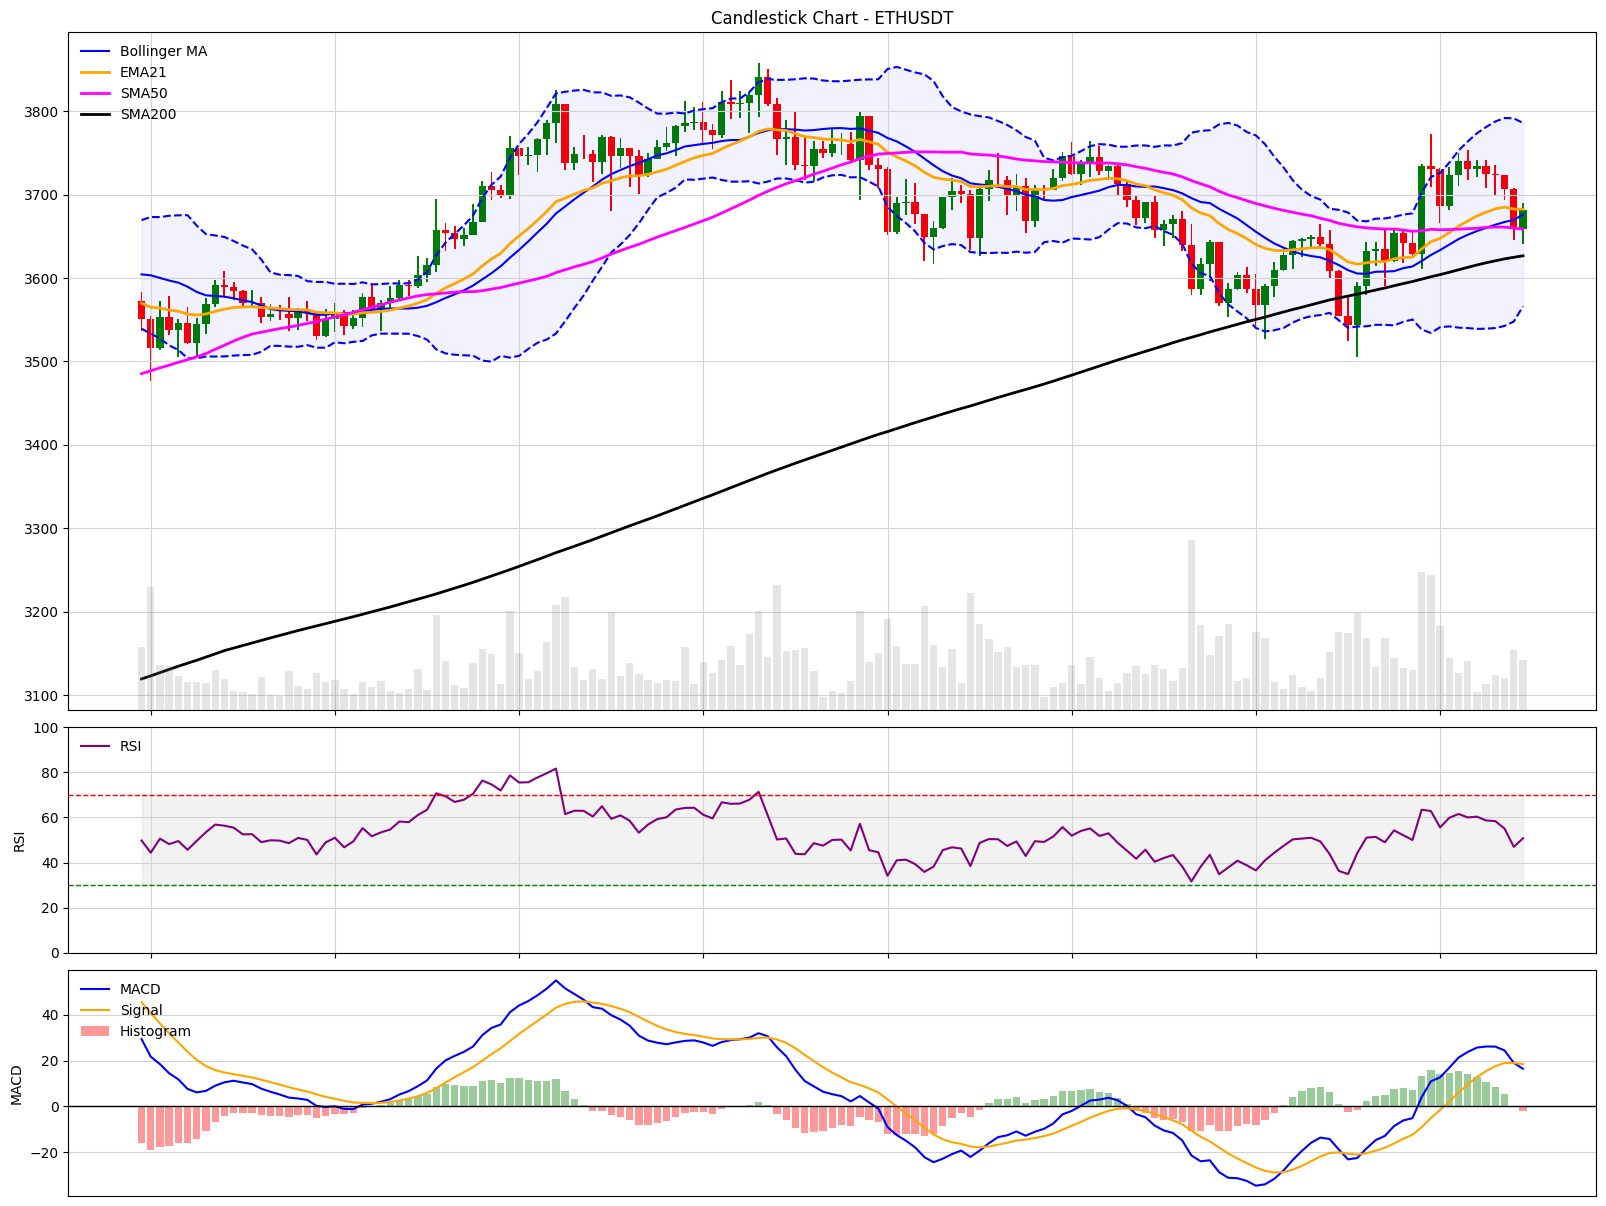 Candlestick Chart - ETHUSDT
Bollinger MA
EMA21
SMA50
SMA200
3800
3700
3600
3500
3400
3300
3200
3100
RSI
100
80
60
40
20
0
RSI
MACD
Signal
Histogram
40
20
0
−20
MACD